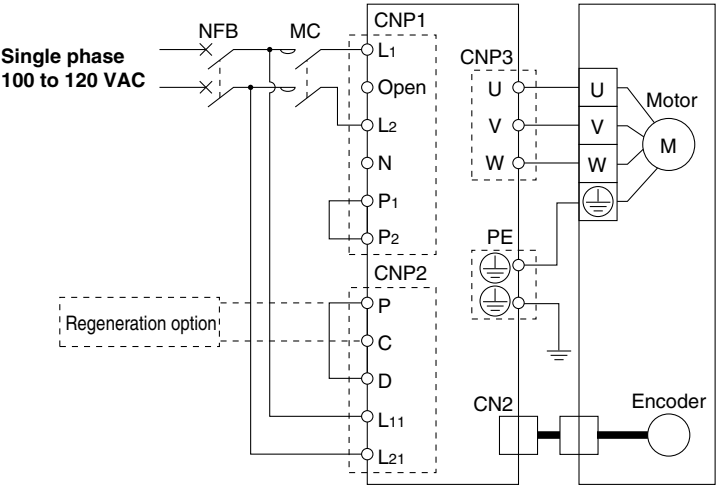 NFB
MC
CNP1
Single phase
100 to 120 VAC
L1
Open
L2
N
P1
P2
CNP3
U
V
W
U
V
W
Motor
M
PE
CNP2
Regeneration option
P
C
D
L11
L21
CN2
Encoder